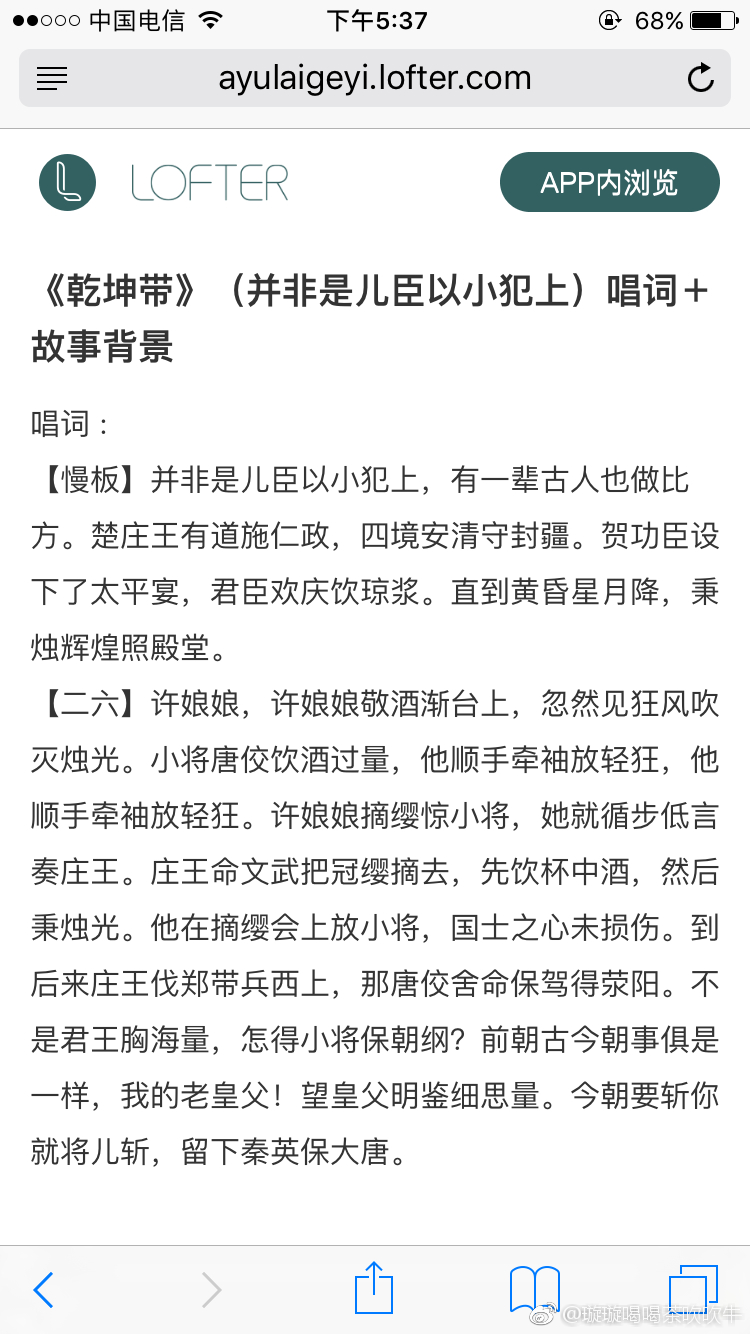 中国电信 下午5:37 68%
ayulaigeyi.lofter.com
LOFTER APP内浏览
《乾坤带》（并非是儿臣以小犯上）唱词＋
故事背景
唱词：
【慢板】并非是儿臣以小犯上，有一辈古人也做比
方。楚庄王有道施仁政，四境安清守封疆。贺功臣设
下了太平宴，君臣欢庆饮琼浆。直到黄昏星月降，秉
烛辉煌照殿堂。
【二六】许娘娘，许娘娘敬酒渐台上，忽然见狂风吹
灭烛光。小将唐佼饮酒过量，他顺手牵袖放轻狂，他
顺手牵袖放轻狂。许娘娘摘缨惊小将，她就循步低言
奏庄王。庄王命文武把冠缨摘去，先饮杯中酒，然后
秉烛光。他在摘缨会上放小将，国士之心未损伤。到
后来庄王伐郑带兵西上，那唐佼舍命保驾得荥阳。不
是君王胸海量，怎得小将保朝纲？前朝古今朝事俱是
一样，我的老皇父！望皇父明鉴细思量。今朝要斩你
就将儿斩，留下秦英保大唐。
@璇璇喝喝茶吹吹牛